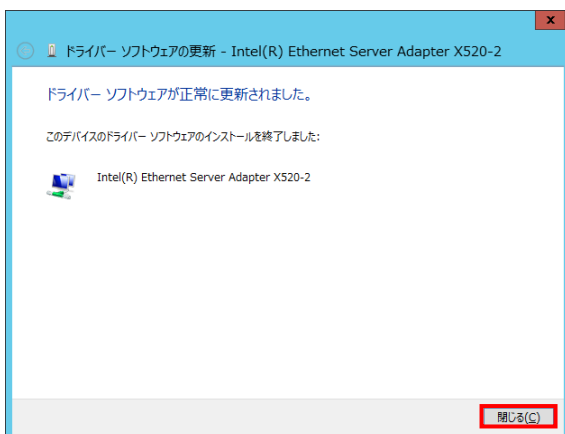 x
ドライバー ソフトウェアの更新 - Intel(R) Ethernet Server Adapter X520-2
ドライバー ソフトウェアが正常に更新されました。
このデバイスのドライバー ソフトウェアのインストールを終了しました:
Intel(R) Ethernet Server Adapter X520-2
閉じる(C)